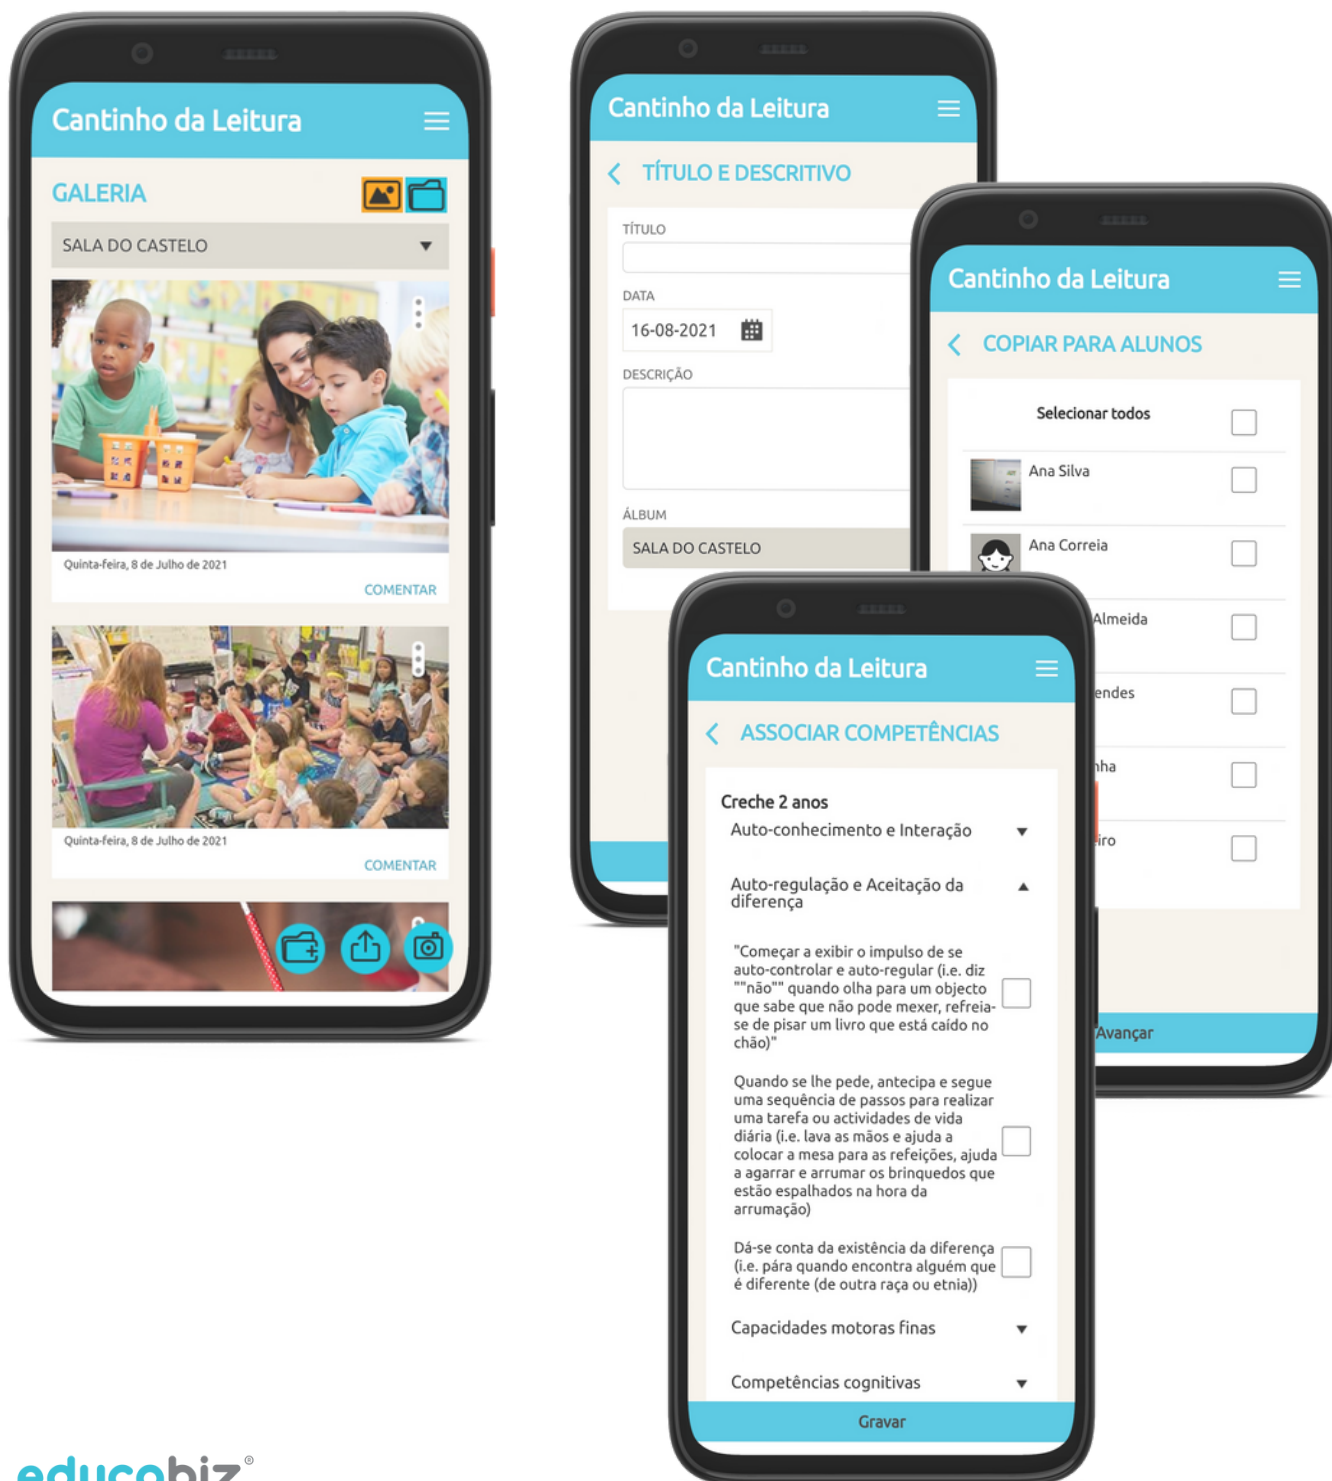 Cantinho da Leitura
GALERIA
SALA DO CASTELO
Quinta-feira, 8 de Julho de 2021
COMENTAR
Quinta-feira, 8 de Julho de 2021
COMENTAR
Cantinho da Leitura
TÍTULO E DESCRITIVO
TÍTULO
DATA
16-08-2021
DESCRIÇÃO
ÁLBUM
SALA DO CASTELO
Cantinho da Leitura
COPIAR PARA ALUNOS
Selecionar todos
Ana Silva
Ana Correia
Almeida
endes
nha
iro
Avançar
Cantinho da Leitura
ASSOCIAR COMPETÊNCIAS
Creche 2 anos
Auto-conhecimento e Interação
Auto-regulação e Aceitação da
diferença
"Começar a exibir o impulso de se
auto-controlar e auto-regular (i.e. diz
""não"" quando olha para um objecto
que sabe que não pode mexer, refreia-
se de pisar um livro que está caído no
chão)"
Quando se lhe pede, antecipa e segue
uma sequência de passos para realizar
uma tarefa ou actividades de vida
diária (i.e. lava as mãos e ajuda a
colocar a mesa para as refeições, ajuda
a agarrar e arrumar os brinquedos que
estão espalhados na hora da
arrumação)
Dá-se conta da existência da diferença
(i.e. pára quando encontra alguém que
é diferente (de outra raça ou etnia))
Capacidades motoras finas
Competências cognitivas
Gravar
educabiz®